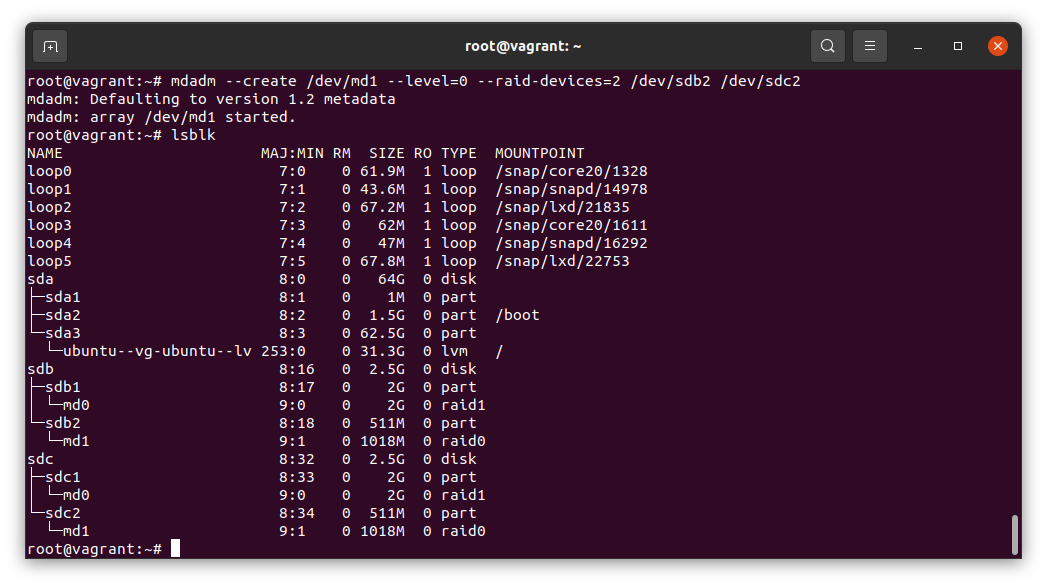 root@vagrant: ~
root@vagrant:~# mdadm --create /dev/md1 --level=0 --raid-devices=2 /dev/sdb2 /dev/sdc2
mdadm: Defaulting to version 1.2 metadata
mdadm: array /dev/md1 started.
root@vagrant:~# lsblk
NAME                      MAJ:MIN RM  SIZE RO TYPE  MOUNTPOINT
loop0                       7:0    0 61.9M  1 loop  /snap/core20/1328
loop1                       7:1    0 43.6M  1 loop  /snap/snapd/14978
loop2                       7:2    0 67.2M  1 loop  /snap/lxd/21835
loop3                       7:3    0   62M  1 loop  /snap/core20/1611
loop4                       7:4    0   47M  1 loop  /snap/snapd/16292
loop5                       7:5    0 67.8M  1 loop  /snap/lxd/22753
sda                         8:0    0   64G  0 disk
├─sda1                      8:1    0    1M  0 part
├─sda2                      8:2    0  1.5G  0 part  /boot
└─sda3                      8:3    0 62.5G  0 part
  └─ubuntu--vg-ubuntu--lv 253:0    0 31.3G  0 lvm   /
sdb                         8:16   0  2.5G  0 disk
├─sdb1                      8:17   0    2G  0 part
│ └─md0                     9:0    0    2G  0 raid1
└─sdb2                      8:18   0  511M  0 part
  └─md1                     9:1    0 1018M  0 raid0
sdc                         8:32   0  2.5G  0 disk
├─sdc1                      8:33   0    2G  0 part
│ └─md0                     9:0    0    2G  0 raid1
└─sdc2                      8:34   0  511M  0 part
  └─md1                     9:1    0 1018M  0 raid0
root@vagrant:~#